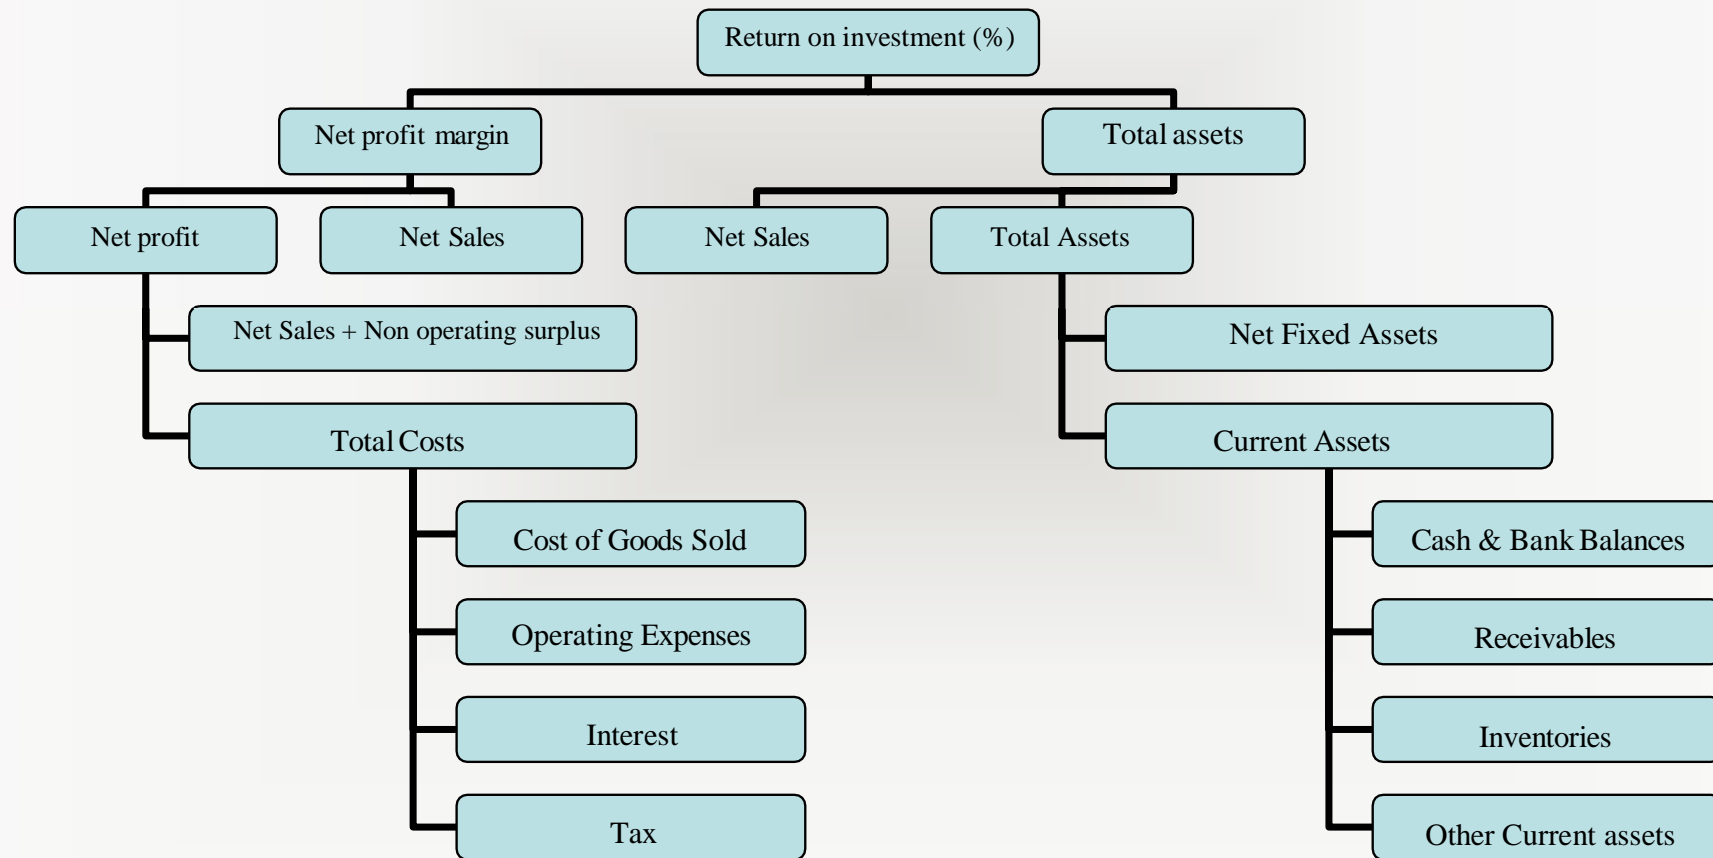 Return on investment (%)
Net profit margin
Total assets
Net profit
Net Sales
Net Sales
Total Assets
Net Sales + Non operating surplus
Net Fixed Assets
Total Costs
Current Assets
Cost of Goods Sold
Cash & Bank Balances
Operating Expenses
Receivables
Interest
Inventories
Tax
Other Current assets